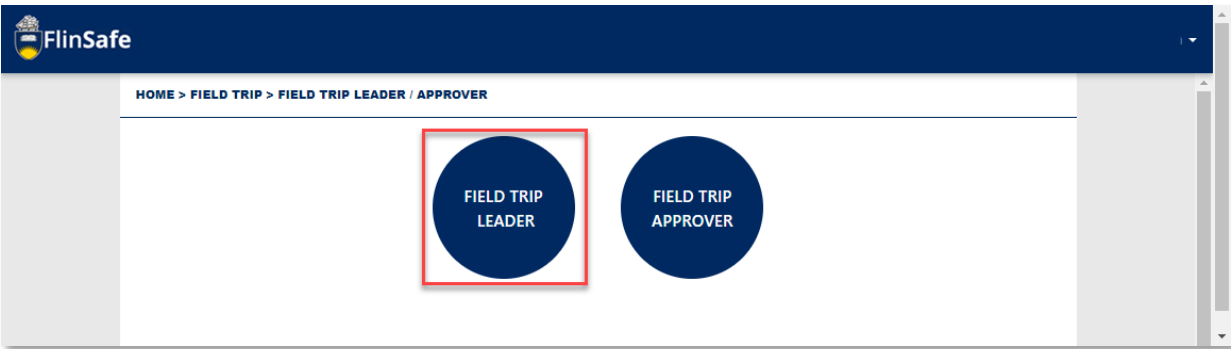 FlinSafe
HOME > FIELD TRIP > FIELD TRIP LEADER / APPROVER
FIELD TRIP
LEADER
FIELD TRIP
APPROVER